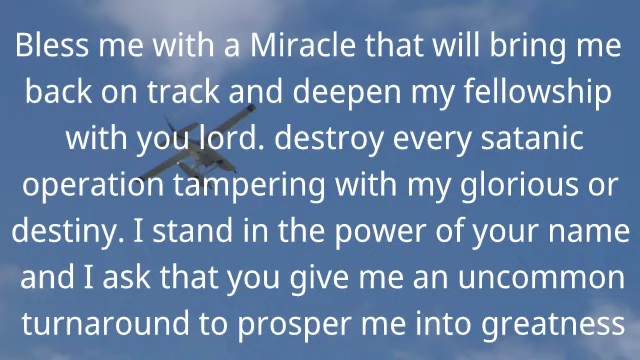 Bless me with a Miracle that will bring me
back on track and deepen my fellowship
with you lord. destroy every satanic
operation tampering with my glorious or
destiny. I stand in the power of your name
and I ask that you give me an uncommon
turnaround to prosper me into greatness